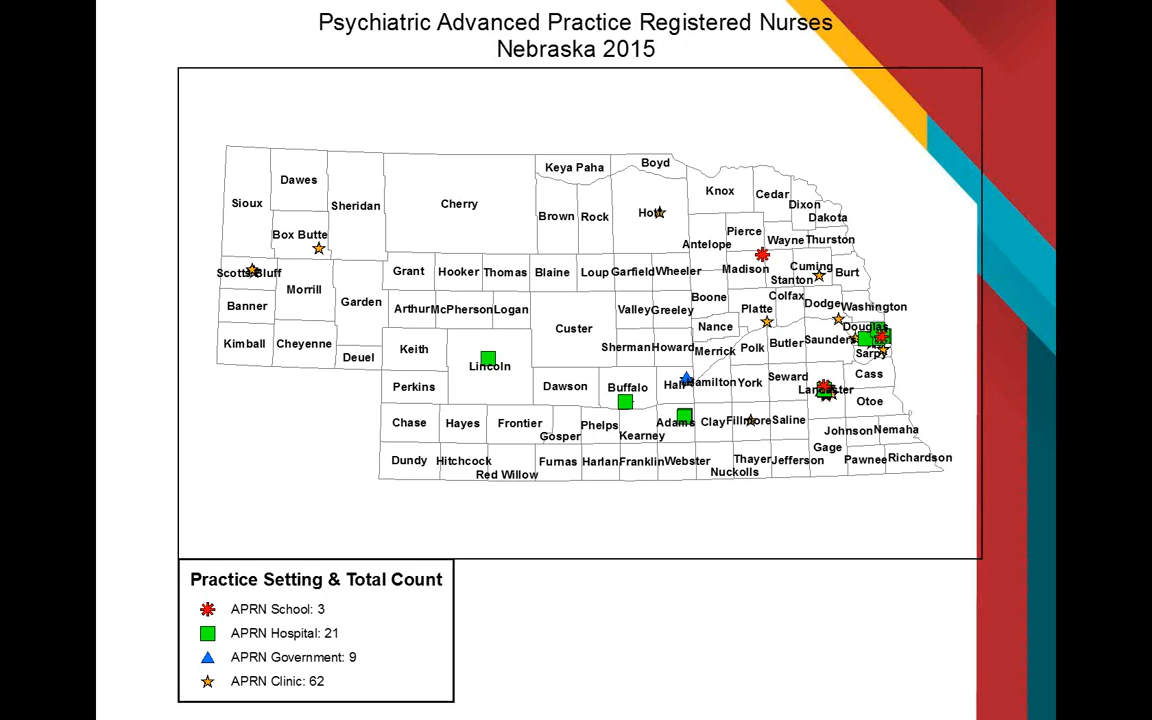 Psychiatric Advanced Practice Registered Nurses
Nebraska 2015
Boyd
Keya Paha
Dawes
Knox
Cedar
Sioux
Sheridan
Cherry
Dixon
Brown
Rock
Holt
Dakota
Box Butte
Pierce
Antelope
Wayne
Thurston
Scotts Bluff
Grant
Hooker
Thomas
Blaine
Loup
Garfield
Wheeler
Madison
Stanton
Cuming
Burt
Morrill
Garden
Banner
Arthur
McPherson
Logan
Valley
Greeley
Boone
Platte
Colfax
Dodge
Washington
Custer
Nance
Douglas
Kimball
Cheyenne
Deuel
Keith
Lincoln
Sherman
Howard
Merrick
Polk
Butler
Saunders
Sarpy
Perkins
Dawson
Buffalo
Hall
Hamilton
York
Seward
Lancaster
Cass
Otoe
Chase
Hayes
Frontier
Gosper
Phelps
Kearney
Adams
Clay
Fillmore
Saline
Johnson
Nemaha
Gage
Dundy
Hitchcock
Red Willow
Furnas
Harlan
Franklin
Webster
Nuckolls
Thayer
Jefferson
Pawnee
Richardson
Practice Setting & Total Count
APRN School: 3
APRN Hospital: 21
APRN Government: 9
APRN Clinic: 62